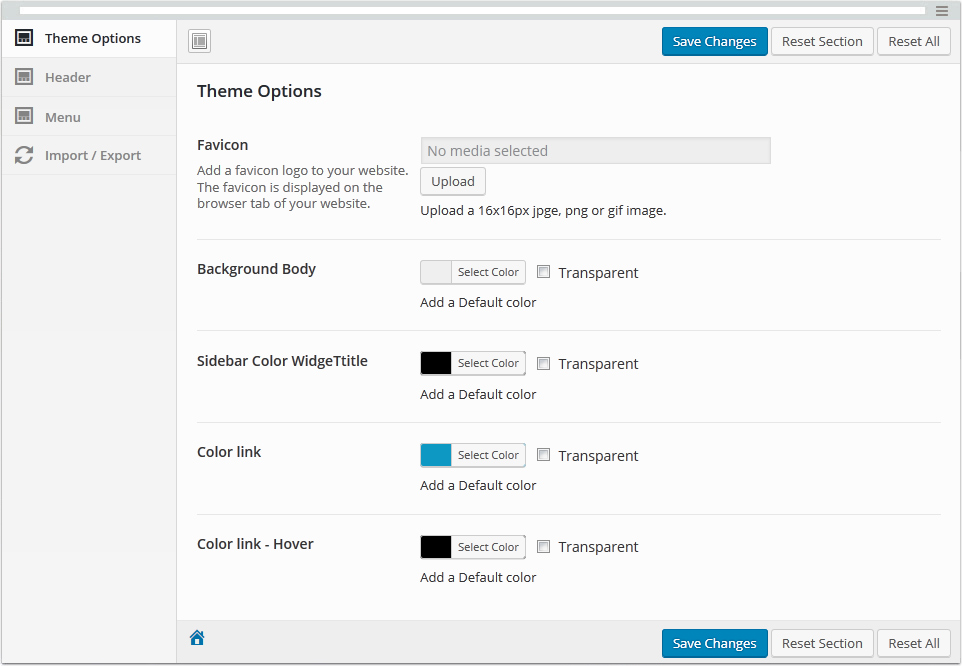 Theme Options
Header
Menu
Import / Export
Save Changes
Reset Section
Reset All
Theme Options
Favicon
Add a favicon logo to your website.
The favicon is displayed on the
browser tab of your website.
No media selected
Upload
Upload a 16x16px jpge, png or gif image.
Background Body
Select Color
Transparent
Add a Default color
Sidebar Color WidgeTtitle
Select Color
Transparent
Add a Default color
Color link
Select Color
Transparent
Add a Default color
Color link - Hover
Select Color
Transparent
Add a Default color
Save Changes
Reset Section
Reset All